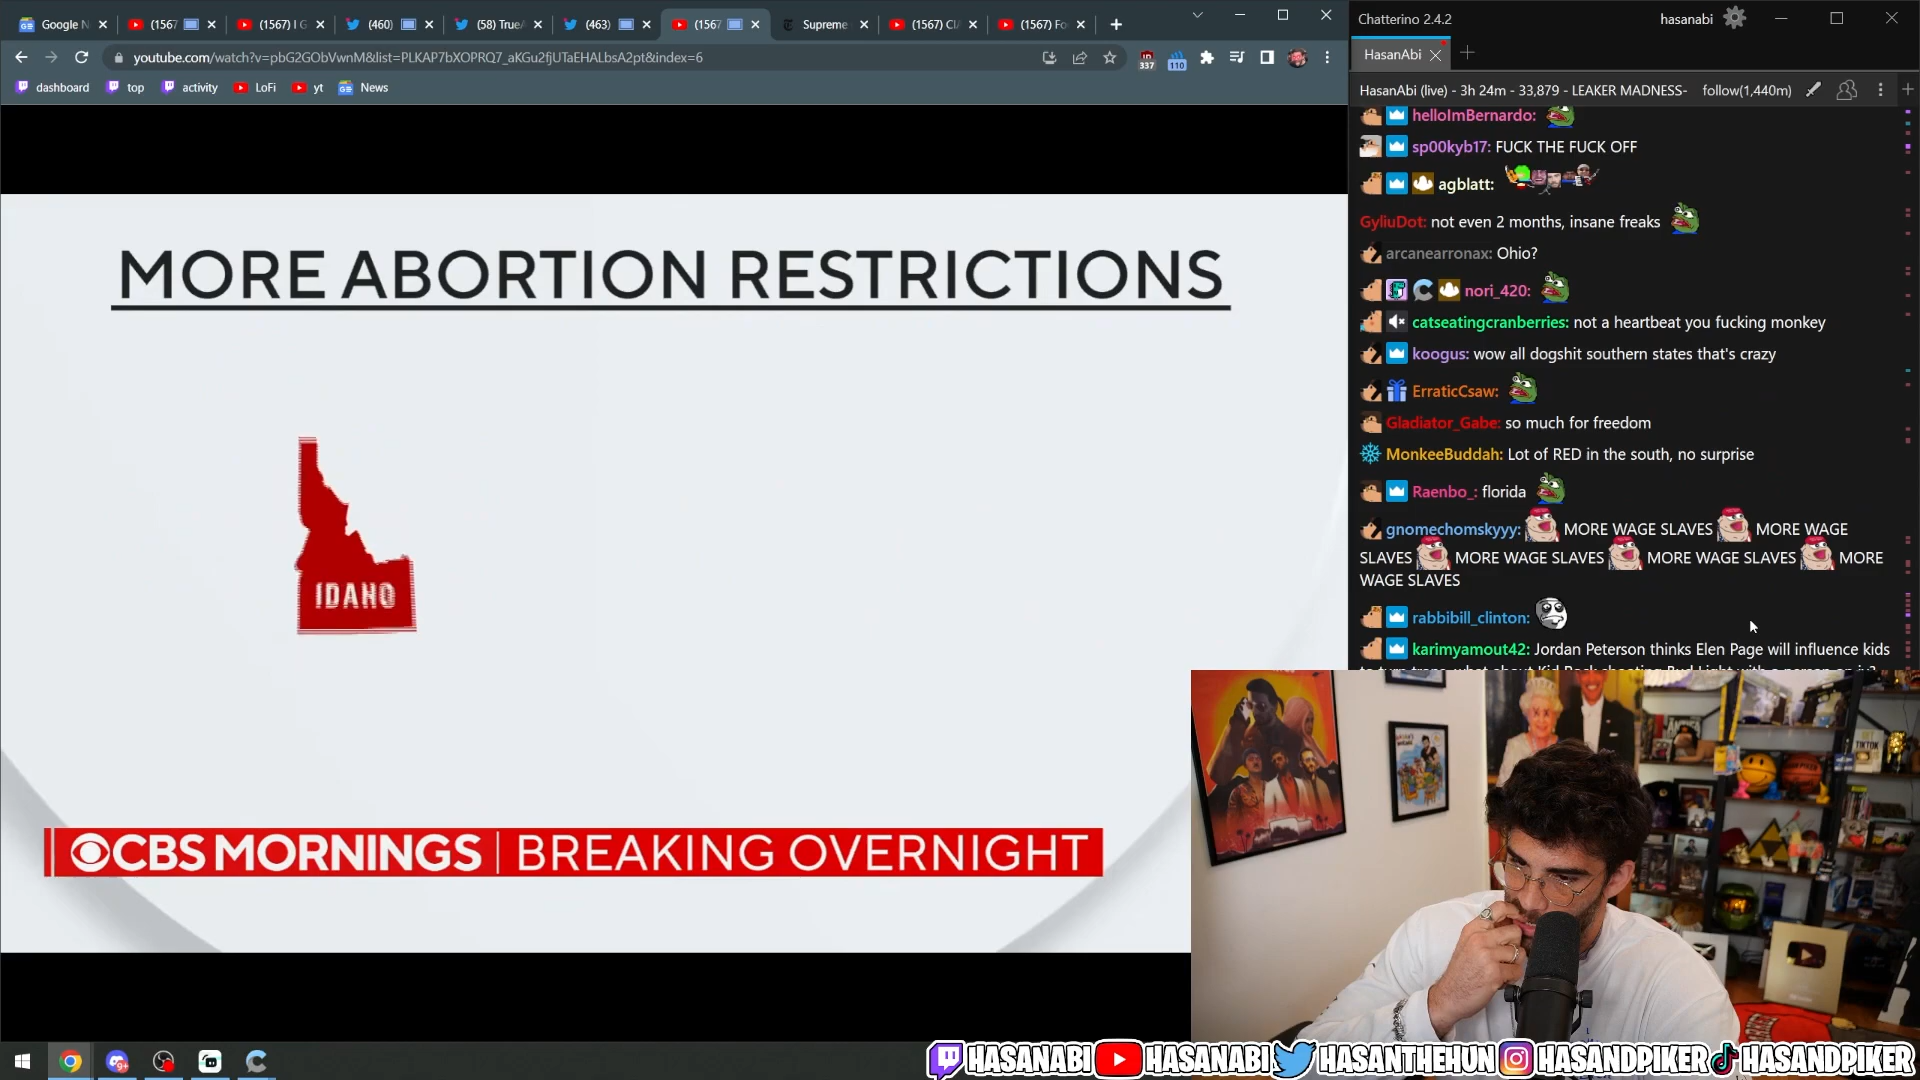 Google N
(1567
(1567) I G
(460)
(58) True
(463)
(1567
Supreme
(1567) Cl
(1567) Fo
youtube.com/watch?v=pbG2GObVwnM&list=PLKAP7bXOPRQ7_aKGu2fjUTaEHALbsA2pt&index=6
337
110
dashboard
top
activity
LoFi
yt
News
MORE ABORTION RESTRICTIONS
IDAHO
CBS MORNINGS | BREAKING OVERNIGHT
Chatterino 2.4.2
hasanabi
HasanAbi
HasanAbi (live) - 3h 24m - 33,879 - LEAKER MADNESS-
follow(1,440m)
helloImBernardo:
sp00kyb17: FUCK THE FUCK OFF
agblatt:
GyliuDot: not even 2 months, insane freaks
arcanearronax: Ohio?
nori_420:
catseatingcranberries: not a heartbeat you fucking monkey
koogus: wow all dogshit southern states that's crazy
ErraticCsaw:
Gladiator_Gabe: so much for freedom
MonkeeBuddah: Lot of RED in the south, no surprise
Raenbo_: florida
gnomechomskyyy: MORE WAGE SLAVES MORE WAGE
SLAVES MORE WAGE SLAVES MORE WAGE SLAVES MORE
WAGE SLAVES
rabbibill_clinton:
karimyamout42: Jordan Peterson thinks Elen Page will influence kids
TIKTOK
HASANABI
HASANABI
HASANTHEHUN
HASANDPIKER
HASANDPIKER